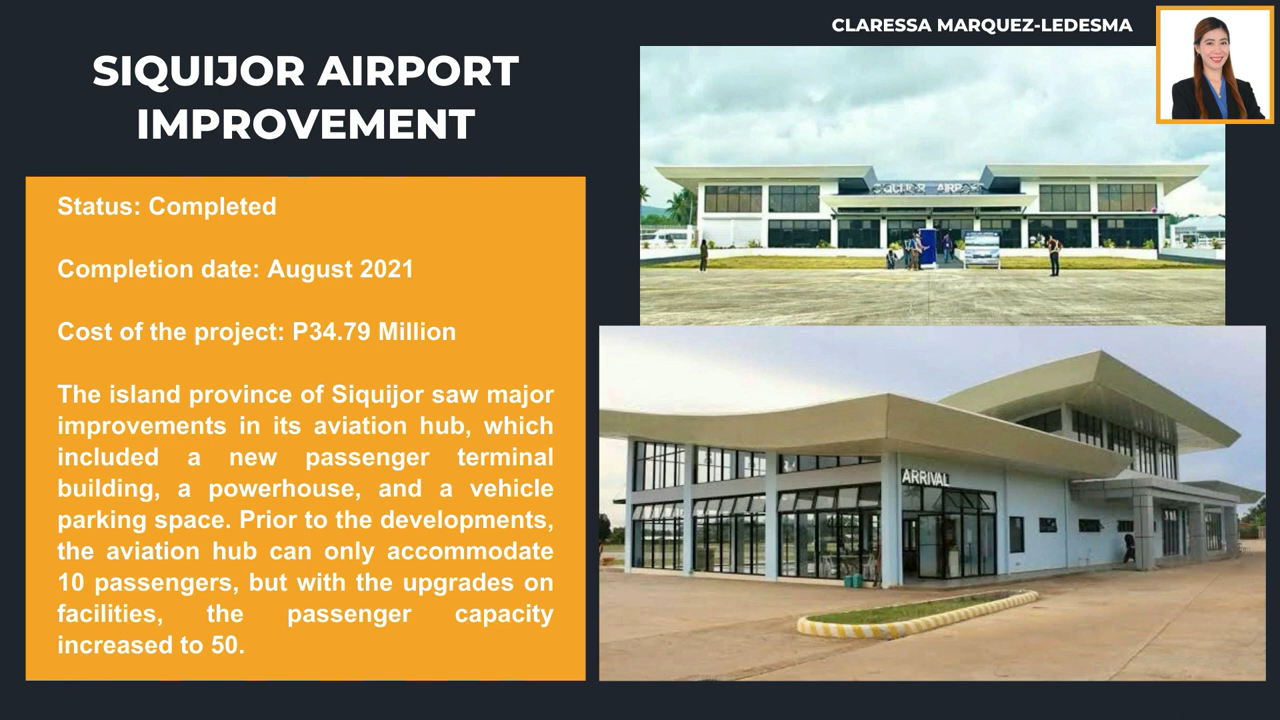 CLARESSA MARQUEZ-LEDESMA
SIQUIJOR AIRPORT
IMPROVEMENT
Status: Completed
Completion date: August 2021
Cost of the project: P34.79 Million
The island province of Siquijor saw major
improvements in its aviation hub, which
included a new passenger terminal
building, a powerhouse, and a vehicle
parking space. Prior to the developments,
the aviation hub can only accommodate
10 passengers, but with the upgrades on
facilities, the passenger capacity
increased to 50.
SIQUIJOR AIRPORT
ARRIVAL